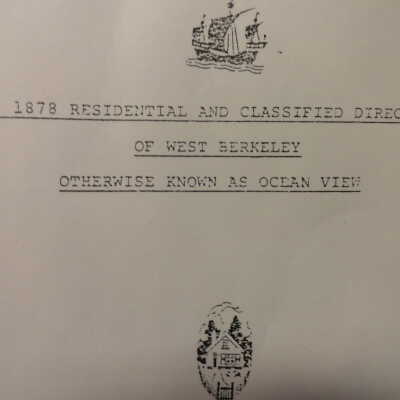 1878 RESIDENTIAL AND CLASSIFIED DIREC
OF WEST BERKELEY
OTHERWISE KNOWN AS OCEAN VIEW